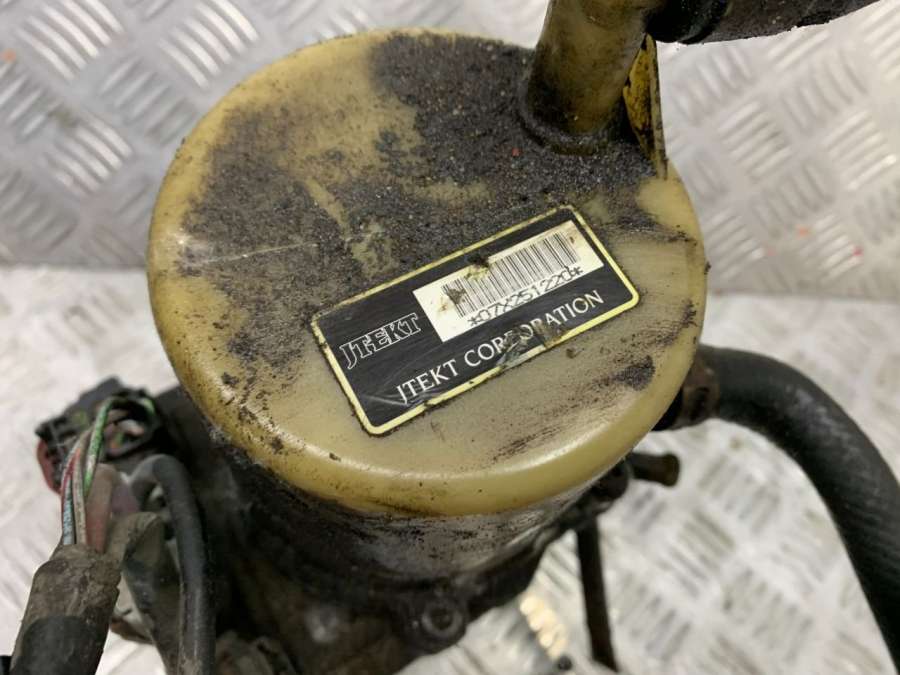 JTEKT
*07X251220*
JTEKT CORPORATION